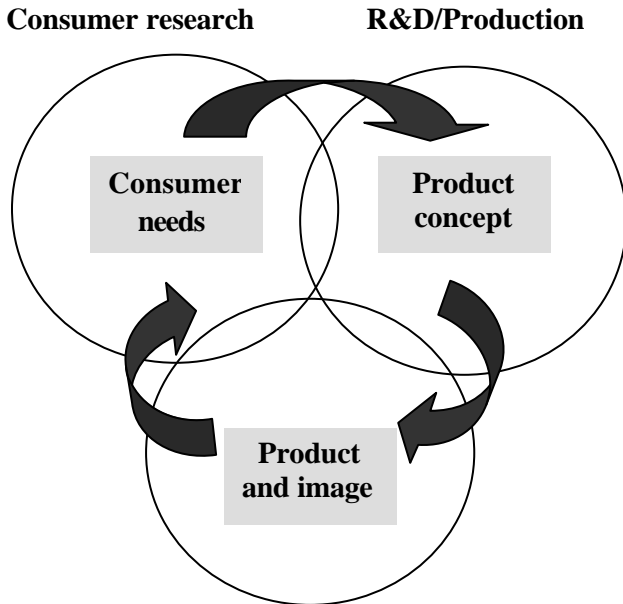 Consumer research
R&D/Production
Consumer
needs
Product
concept
Product
and image